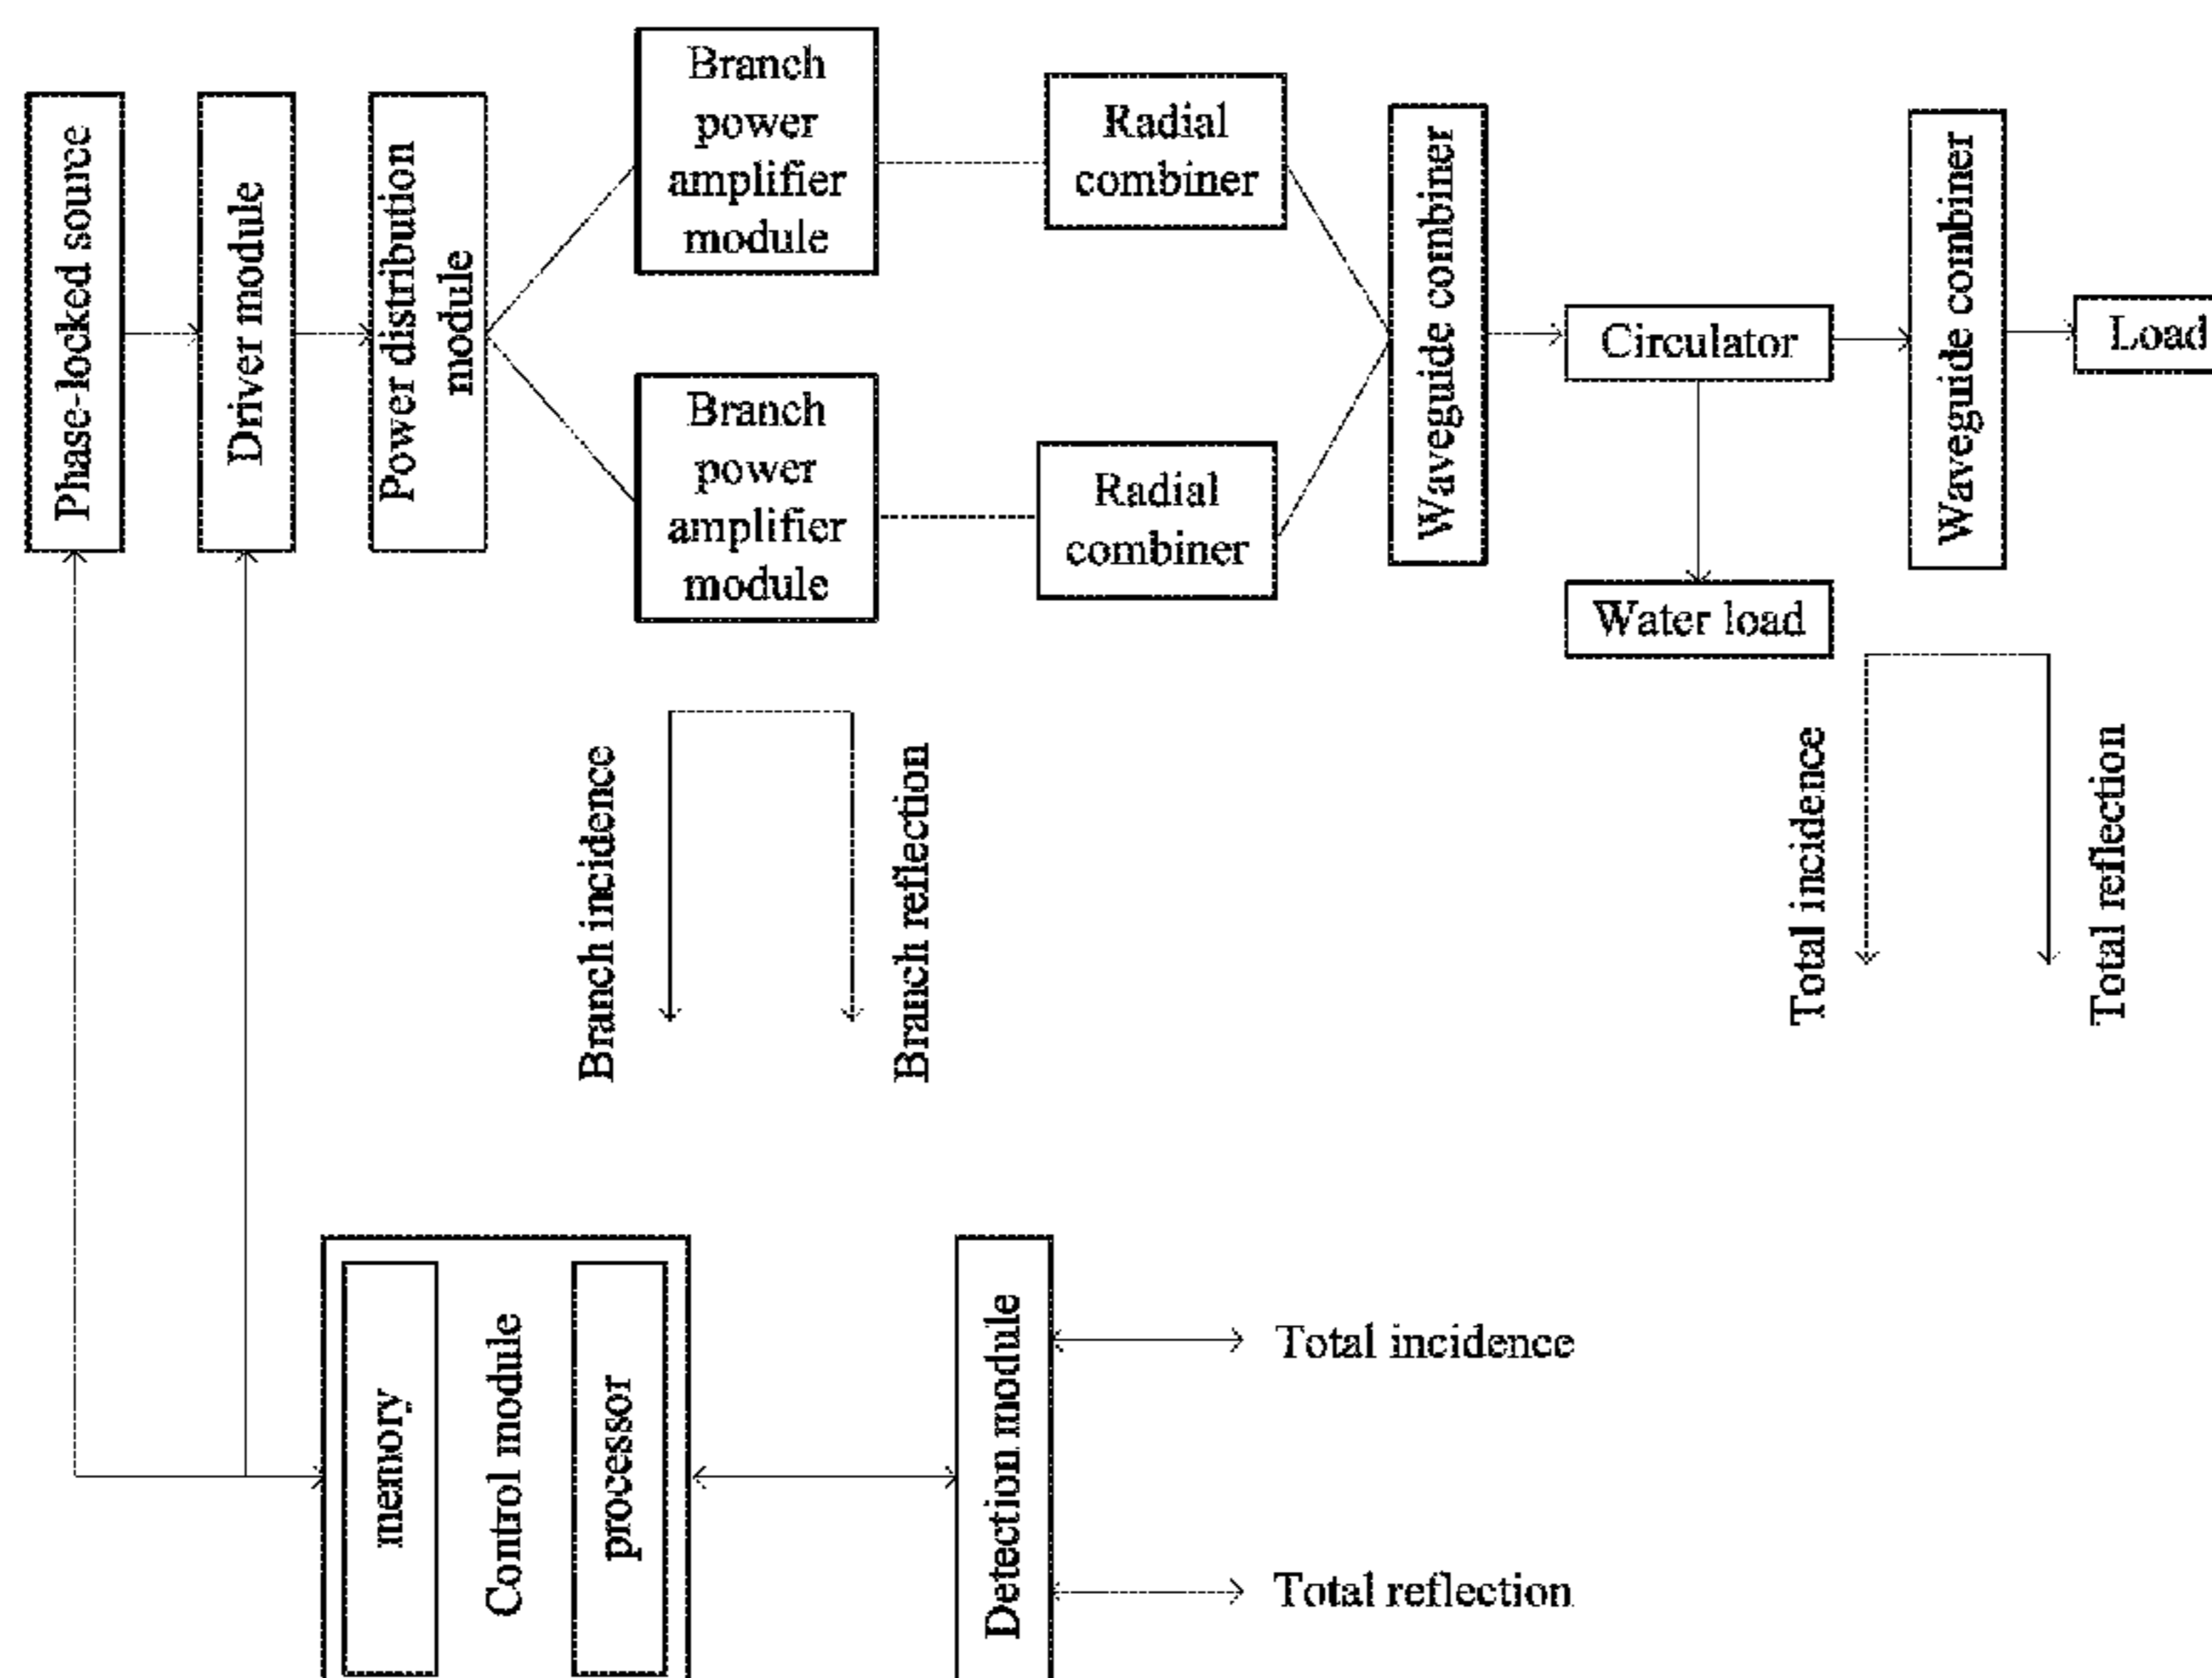 Phase-locked source
Driver module
Power distribution
module
Branch
power
amplifier
module
Radial
combiner
Branch
power
amplifier
module
Radial
combiner
Waveguide combiner
Circulator
Water load
Waveguide combiner
Load
Branch incidence
Branch reflection
Total incidence
Total reflection
memory
Control module
processor
Detection module
Total incidence
Total reflection